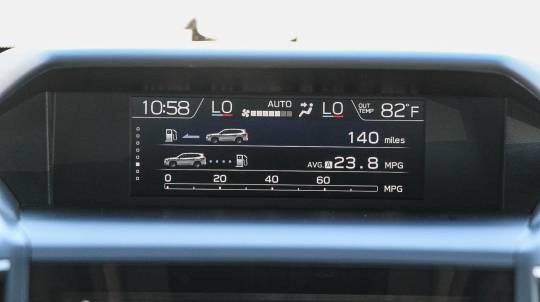 10:58 LO AUTO LO OUT TEMP 82°F
140 miles
AVG. A 23.8 MPG
0 20 40 60 MPG